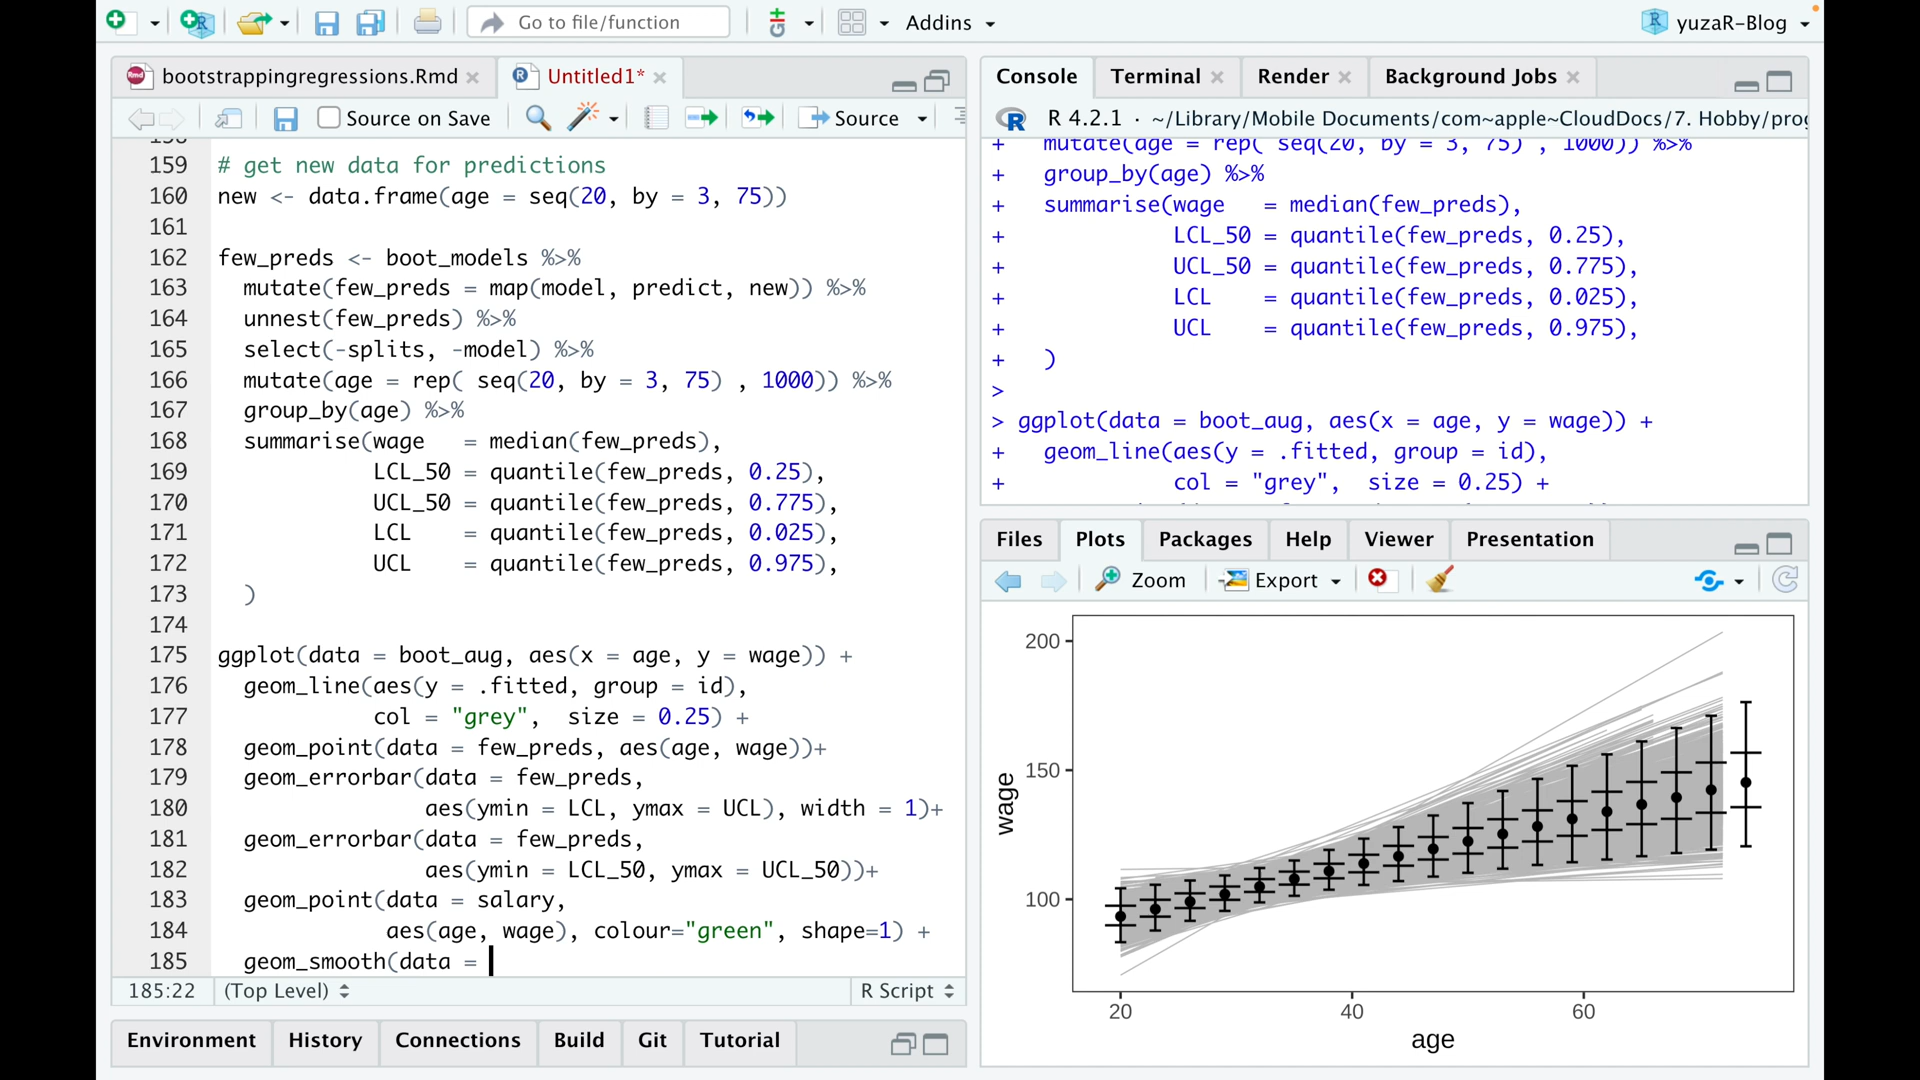 Go to file/function
Addins
yuzaR-Blog
bootstrappingregressions.Rmd
Untitled1*
Source on Save
Source
159 # get new data for predictions
160 new <- data.frame(age = seq(20, by = 3, 75))
161
162 few_preds <- boot_models %>%
163 mutate(few_preds = map(model, predict, new)) %>%
164 unnest(few_preds) %>%
165 select(-splits, -model) %>%
166 mutate(age = rep( seq(20, by = 3, 75) , 1000)) %>%
167 group_by(age) %>%
168 summarise(wage = median(few_preds),
169 LCL_50 = quantile(few_preds, 0.25),
170 UCL_50 = quantile(few_preds, 0.775),
171 LCL = quantile(few_preds, 0.025),
172 UCL = quantile(few_preds, 0.975),
173 )
174
175 ggplot(data = boot_aug, aes(x = age, y = wage)) +
176 geom_line(aes(y = .fitted, group = id),
177 col = "grey", size = 0.25) +
178 geom_point(data = few_preds, aes(age, wage))+
179 geom_errorbar(data = few_preds,
180 aes(ymin = LCL, ymax = UCL), width = 1)+
181 geom_errorbar(data = few_preds,
182 aes(ymin = LCL_50, ymax = UCL_50))+
183 geom_point(data = salary,
184 aes(age, wage), colour="green", shape=1) +
185 geom_smooth(data =
185:22 (Top Level) R Script
Environment History Connections Build Git Tutorial
Console Terminal Render Background Jobs
R 4.2.1 · ~/Library/Mobile Documents/com~apple~CloudDocs/7. Hobby/prog
+ mutate(age = rep( seq(20, by = 3, 75) , 1000)) %>%
+ group_by(age) %>%
+ summarise(wage = median(few_preds),
+ LCL_50 = quantile(few_preds, 0.25),
+ UCL_50 = quantile(few_preds, 0.775),
+ LCL = quantile(few_preds, 0.025),
+ UCL = quantile(few_preds, 0.975),
+ )
>
> ggplot(data = boot_aug, aes(x = age, y = wage)) +
+ geom_line(aes(y = .fitted, group = id),
+ col = "grey", size = 0.25) +
Files Plots Packages Help Viewer Presentation
Zoom Export
200
150
100
wage
20 40 60
age